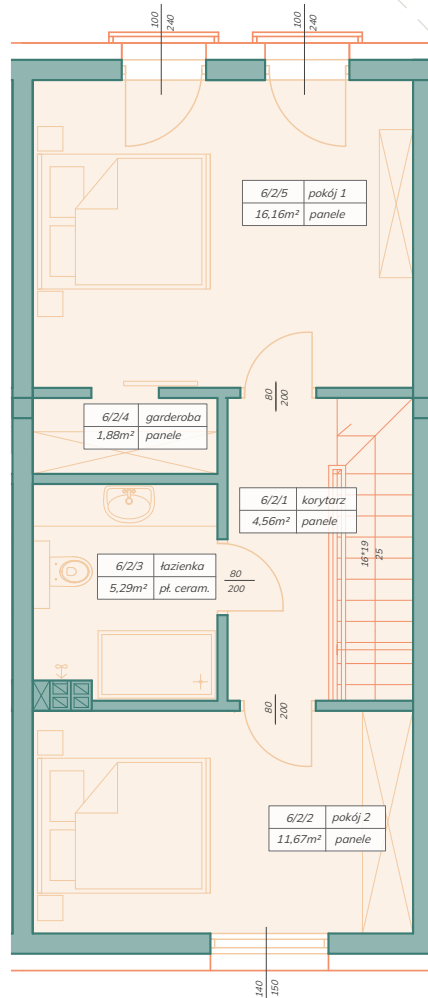 100
240
100
240
6/2/5 pokój 1
16,16m² panele
80
200
6/2/4 garderoba
1,88m² panele
6/2/1 korytarz
4,56m² panele
16*19
25
6/2/3 łazienka
5,29m² pł. ceram.
80
200
80
200
6/2/2 pokój 2
11,67m² panele
140
150